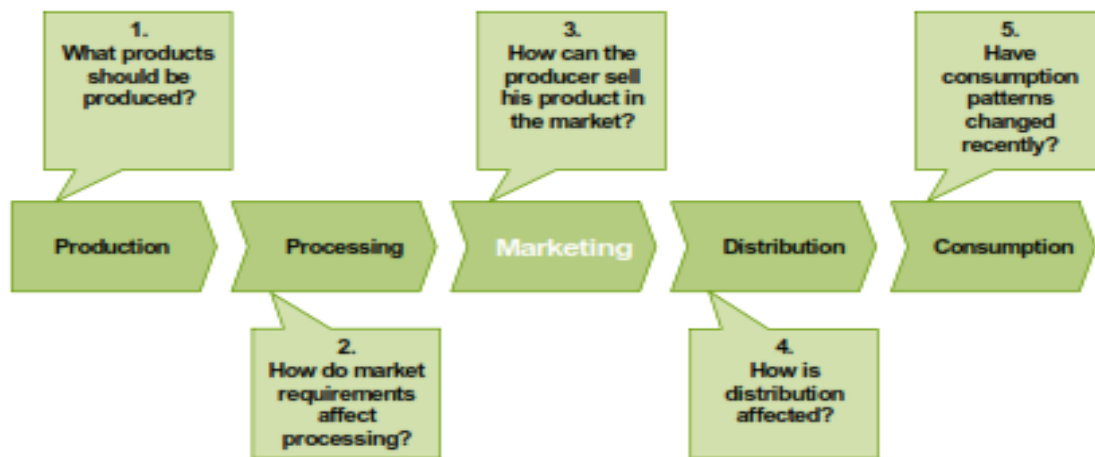 1.
What products
should be
produced?
3.
How can the
producer sell
his product in
the market?
5.
Have
consumption
patterns
changed
recently?
Production
Processing
Marketing
Distribution
Consumption
2.
How do market
requirements
affect
processing?
4.
How is
distribution
affected?